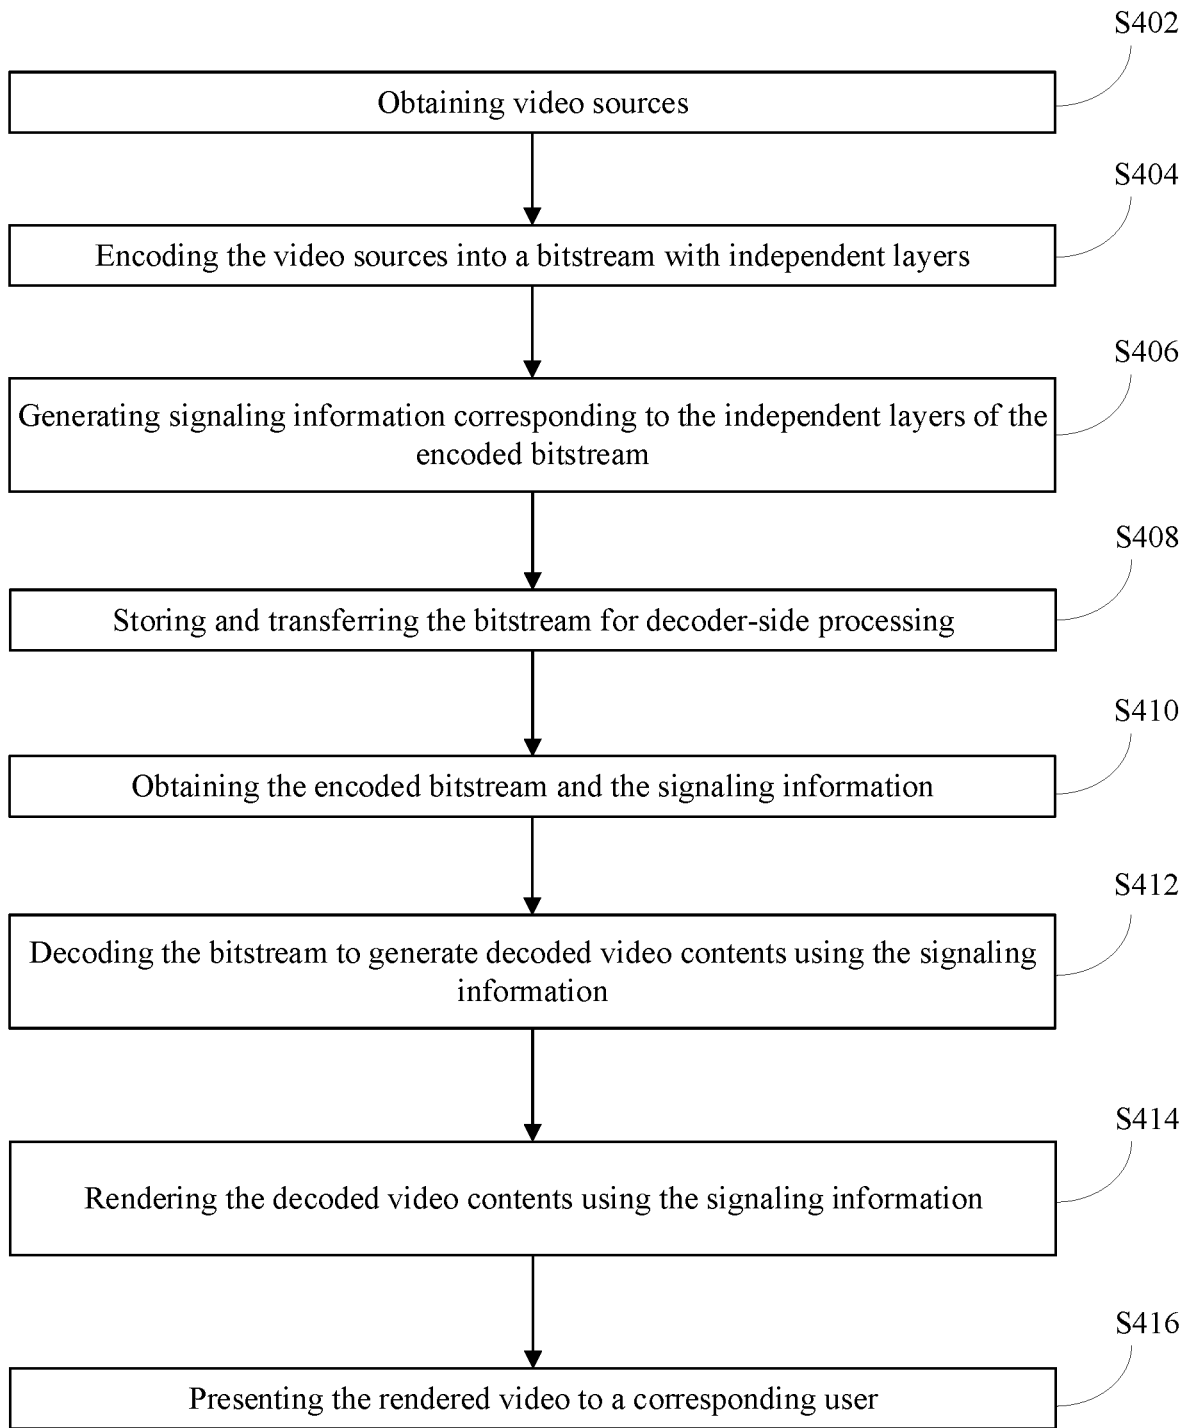 S402
Obtaining video sources
S404
Encoding the video sources into a bitstream with independent layers
S406
Generating signaling information corresponding to the independent layers of the
encoded bitstream
S408
Storing and transferring the bitstream for decoder-side processing
S410
Obtaining the encoded bitstream and the signaling information
S412
Decoding the bitstream to generate decoded video contents using the signaling
information
S414
Rendering the decoded video contents using the signaling information
S416
Presenting the rendered video to a corresponding user